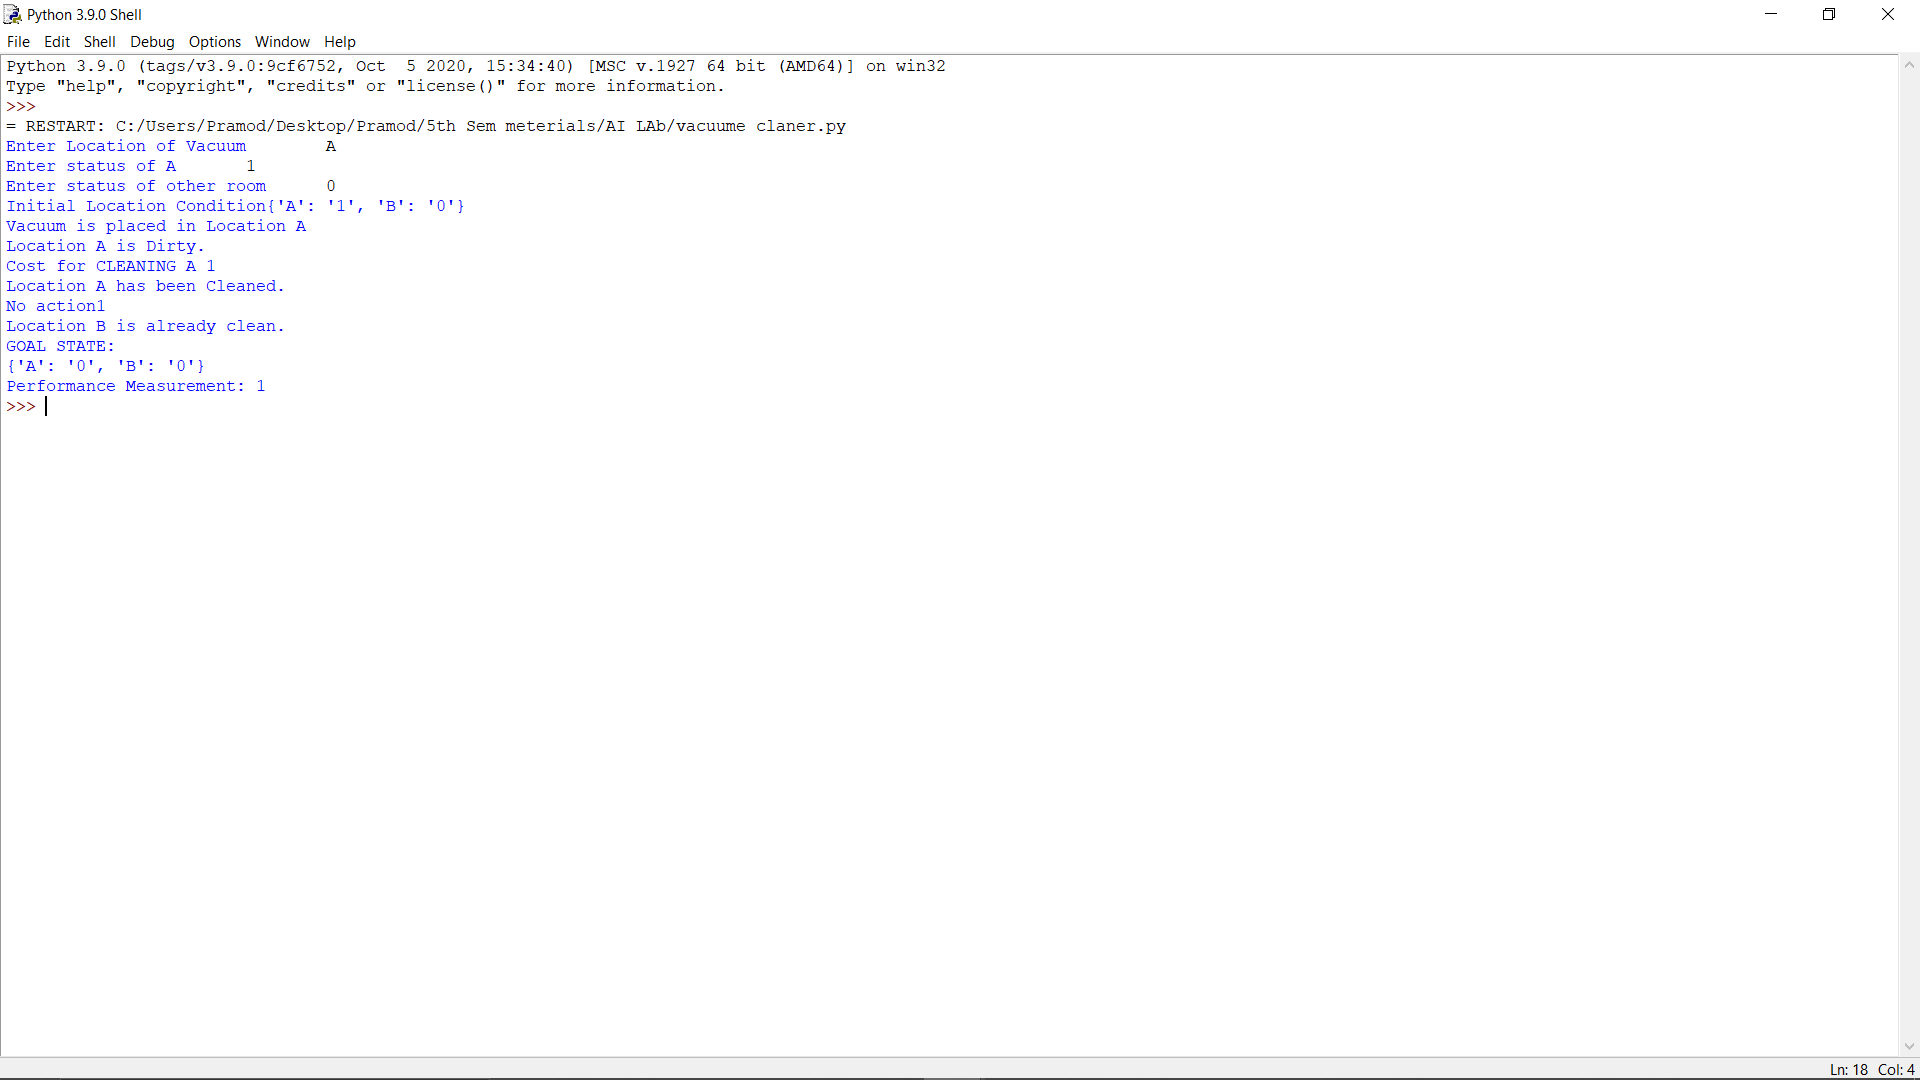 Python 3.9.0 Shell
File Edit Shell Debug Options Window Help
Python 3.9.0 (tags/v3.9.0:9cf6752, Oct  5 2020, 15:34:40) [MSC v.1927 64 bit (AMD64)] on win32
Type "help", "copyright", "credits" or "license()" for more information.
>>>
= RESTART: C:/Users/Pramod/Desktop/Pramod/5th Sem meterials/AI LAb/vacuume claner.py
Enter Location of Vacuum        A
Enter status of A       1
Enter status of other room      0
Initial Location Condition{'A': '1', 'B': '0'}
Vacuum is placed in Location A
Location A is Dirty.
Cost for CLEANING A 1
Location A has been Cleaned.
No action1
Location B is already clean.
GOAL STATE:
{'A': '0', 'B': '0'}
Performance Measurement: 1
>>>
Ln: 18 Col: 4